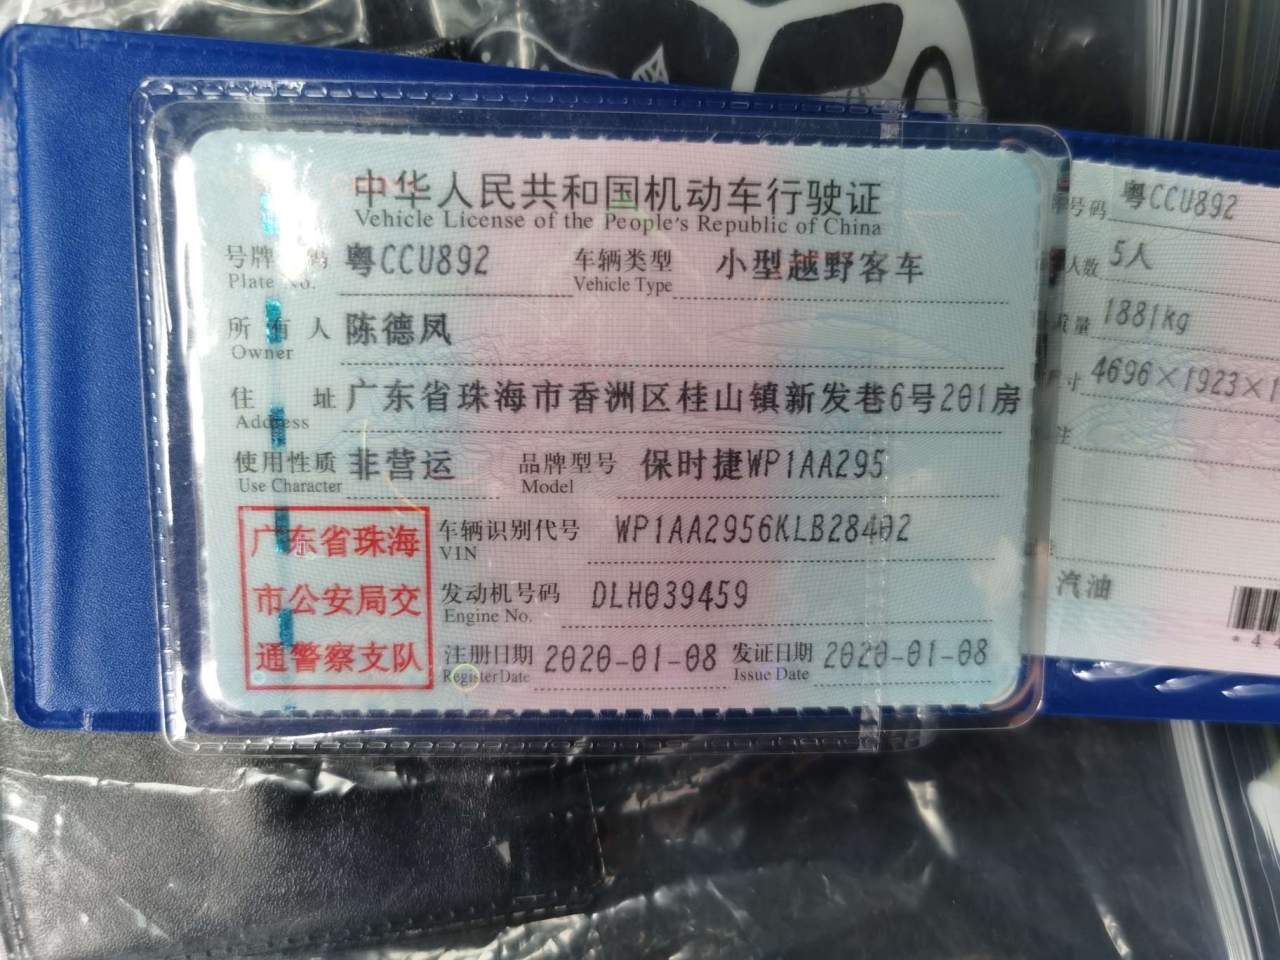 中华人民共和国机动车行驶证
Vehicle License of the People's Republic of China
号牌 码 粤CCU892 车辆类型 小型越野客车
Plate No. Vehicle Type
所有人 陈德凤
Owner
住址 广东省珠海市香洲区桂山镇新发巷6号201房
Address
使用性质 非营运 品牌型号 保时捷WP1AA295
Use Character Model
广东省珠海
市公安局交
通警察支队
车辆识别代号 WP1AA2956KLB28402
VIN
发动机号码 DLH039459
Engine No.
注册日期 2020-01-08 发证日期 2020-01-08
Register Date Issue Date
号码 粤CCU892
人数 5人
质量 1881kg
寸 4696×1923×1
注
汽油
*44